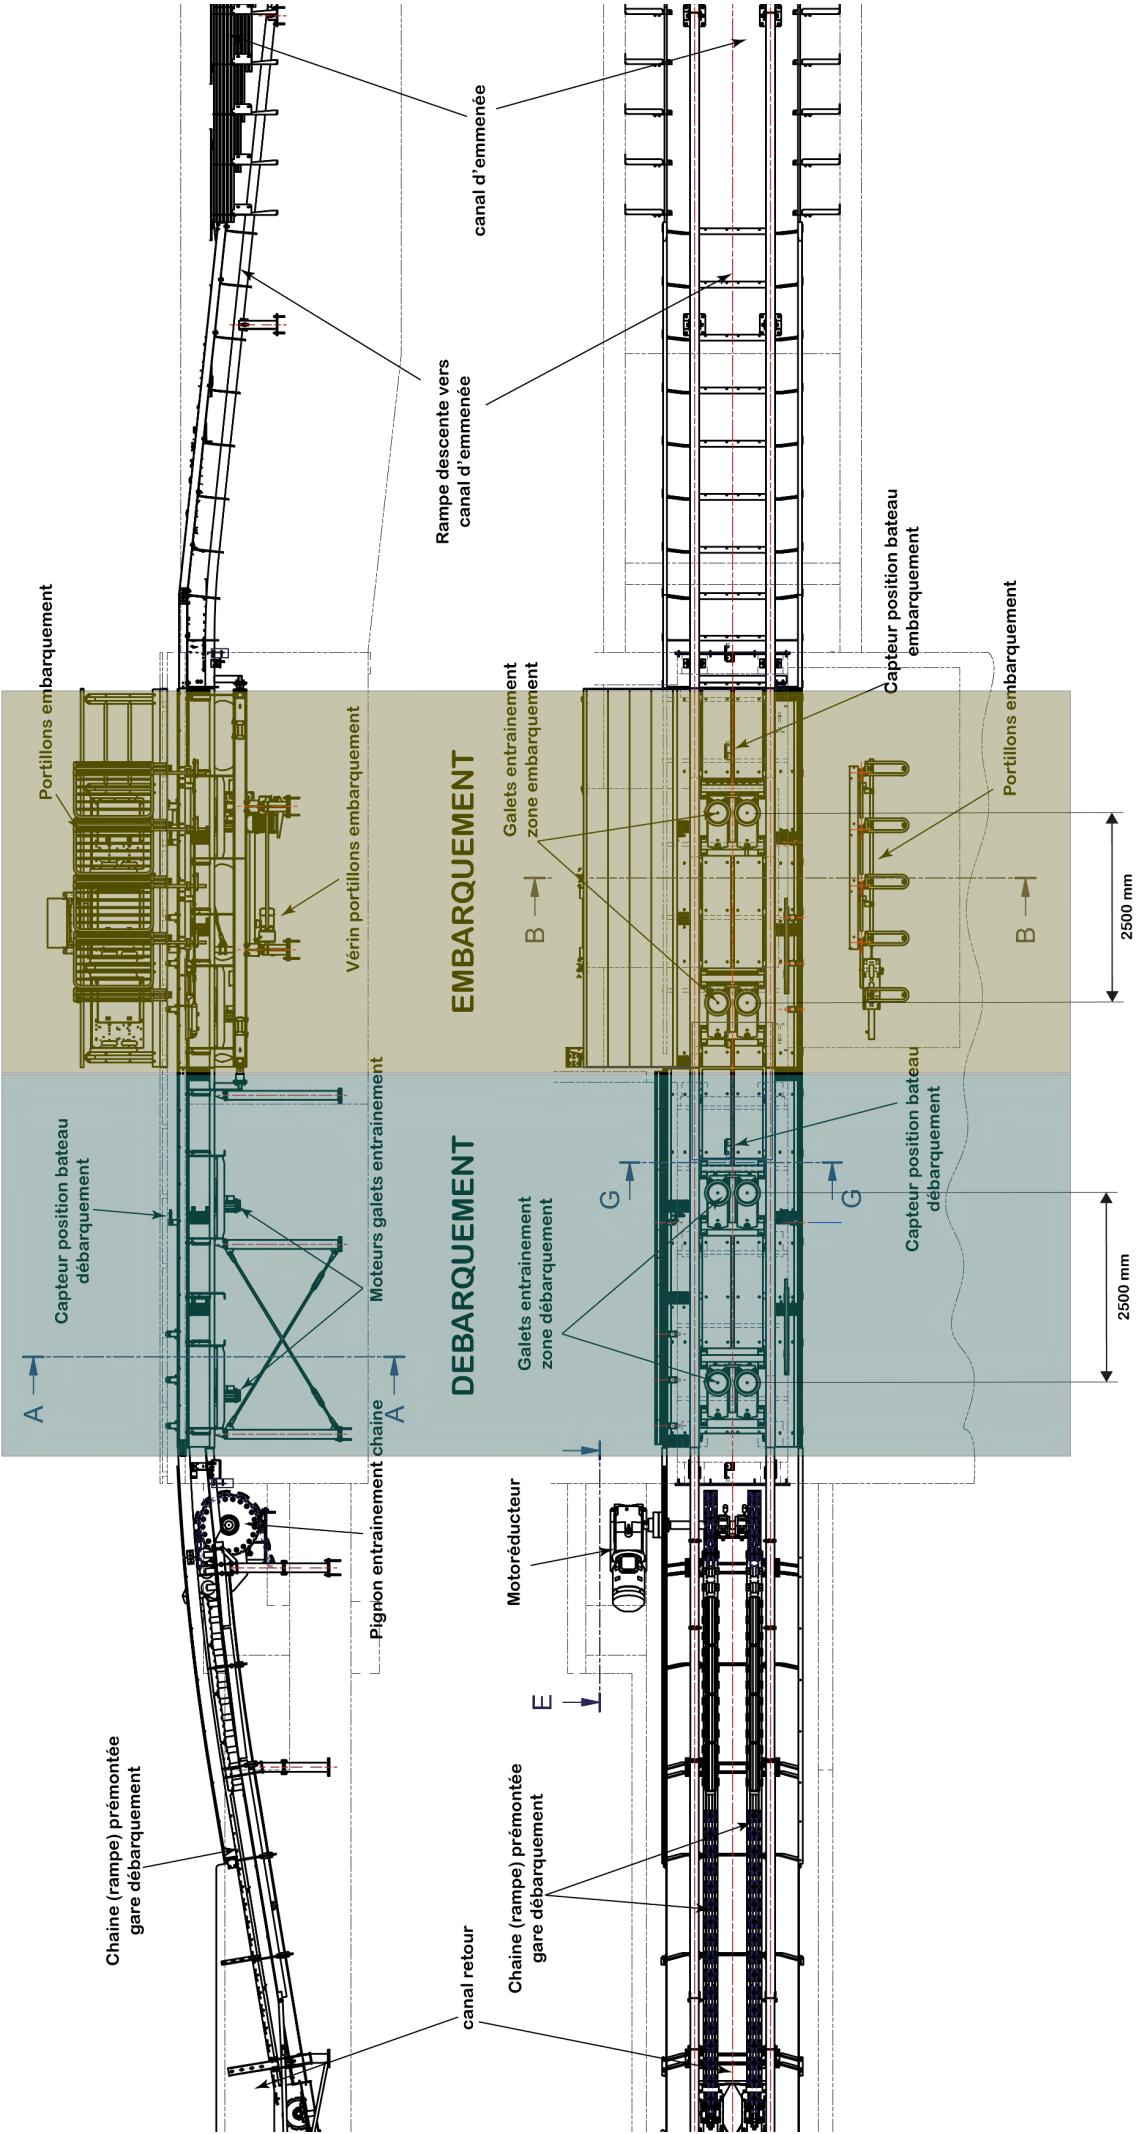 canal d'emmenée
Rampe descente vers
canal d'emmenée
Portillons embarquement
Vérin portillons embarquement
EMBARQUEMENT
Galets entrainement
zone embarquement
Capteur position bateau
embarquement
Portillons embarquement
B
B
2500 mm
Capteur position bateau
débarquement
Moteurs galets entrainement
DEBARQUEMENT
Galets entrainement
zone débarquement
Capteur position bateau
débarquement
G
G
2500 mm
A
A
Pignon entrainement chaine
Motoréducteur
E
Chaine (rampe) prémontée
gare débarquement
Chaine (rampe) prémontée
gare débarquement
canal retour